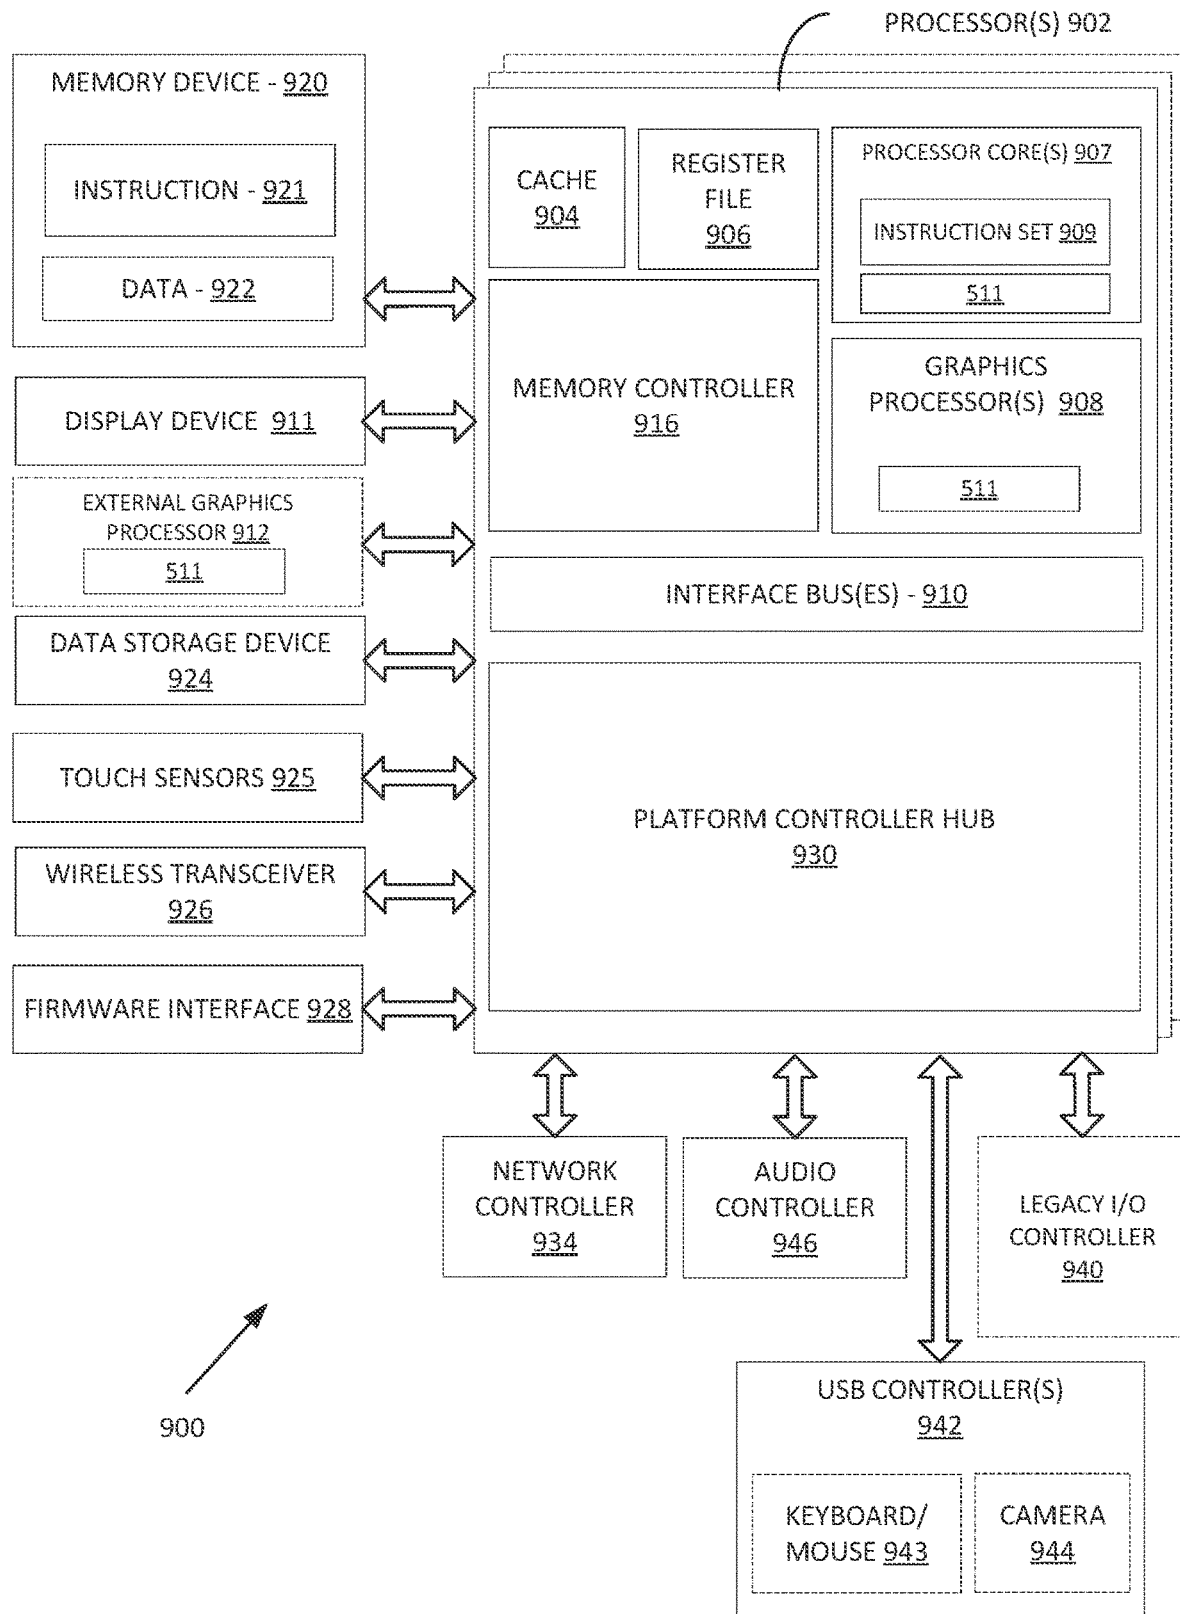 PROCESSOR(S) 902
MEMORY DEVICE - 920
INSTRUCTION - 921
DATA - 922
DISPLAY DEVICE 911
EXTERNAL GRAPHICS
PROCESSOR 912
511
DATA STORAGE DEVICE
924
TOUCH SENSORS 925
WIRELESS TRANSCEIVER
926
FIRMWARE INTERFACE 928
CACHE
904
REGISTER
FILE
906
PROCESSOR CORE(S) 907
INSTRUCTION SET 909
511
MEMORY CONTROLLER
916
GRAPHICS
PROCESSOR(S) 908
511
INTERFACE BUS(ES) - 910
PLATFORM CONTROLLER HUB
930
NETWORK
CONTROLLER
934
AUDIO
CONTROLLER
946
LEGACY I/O
CONTROLLER
940
900
USB CONTROLLER(S)
942
KEYBOARD/
MOUSE 943
CAMERA
944